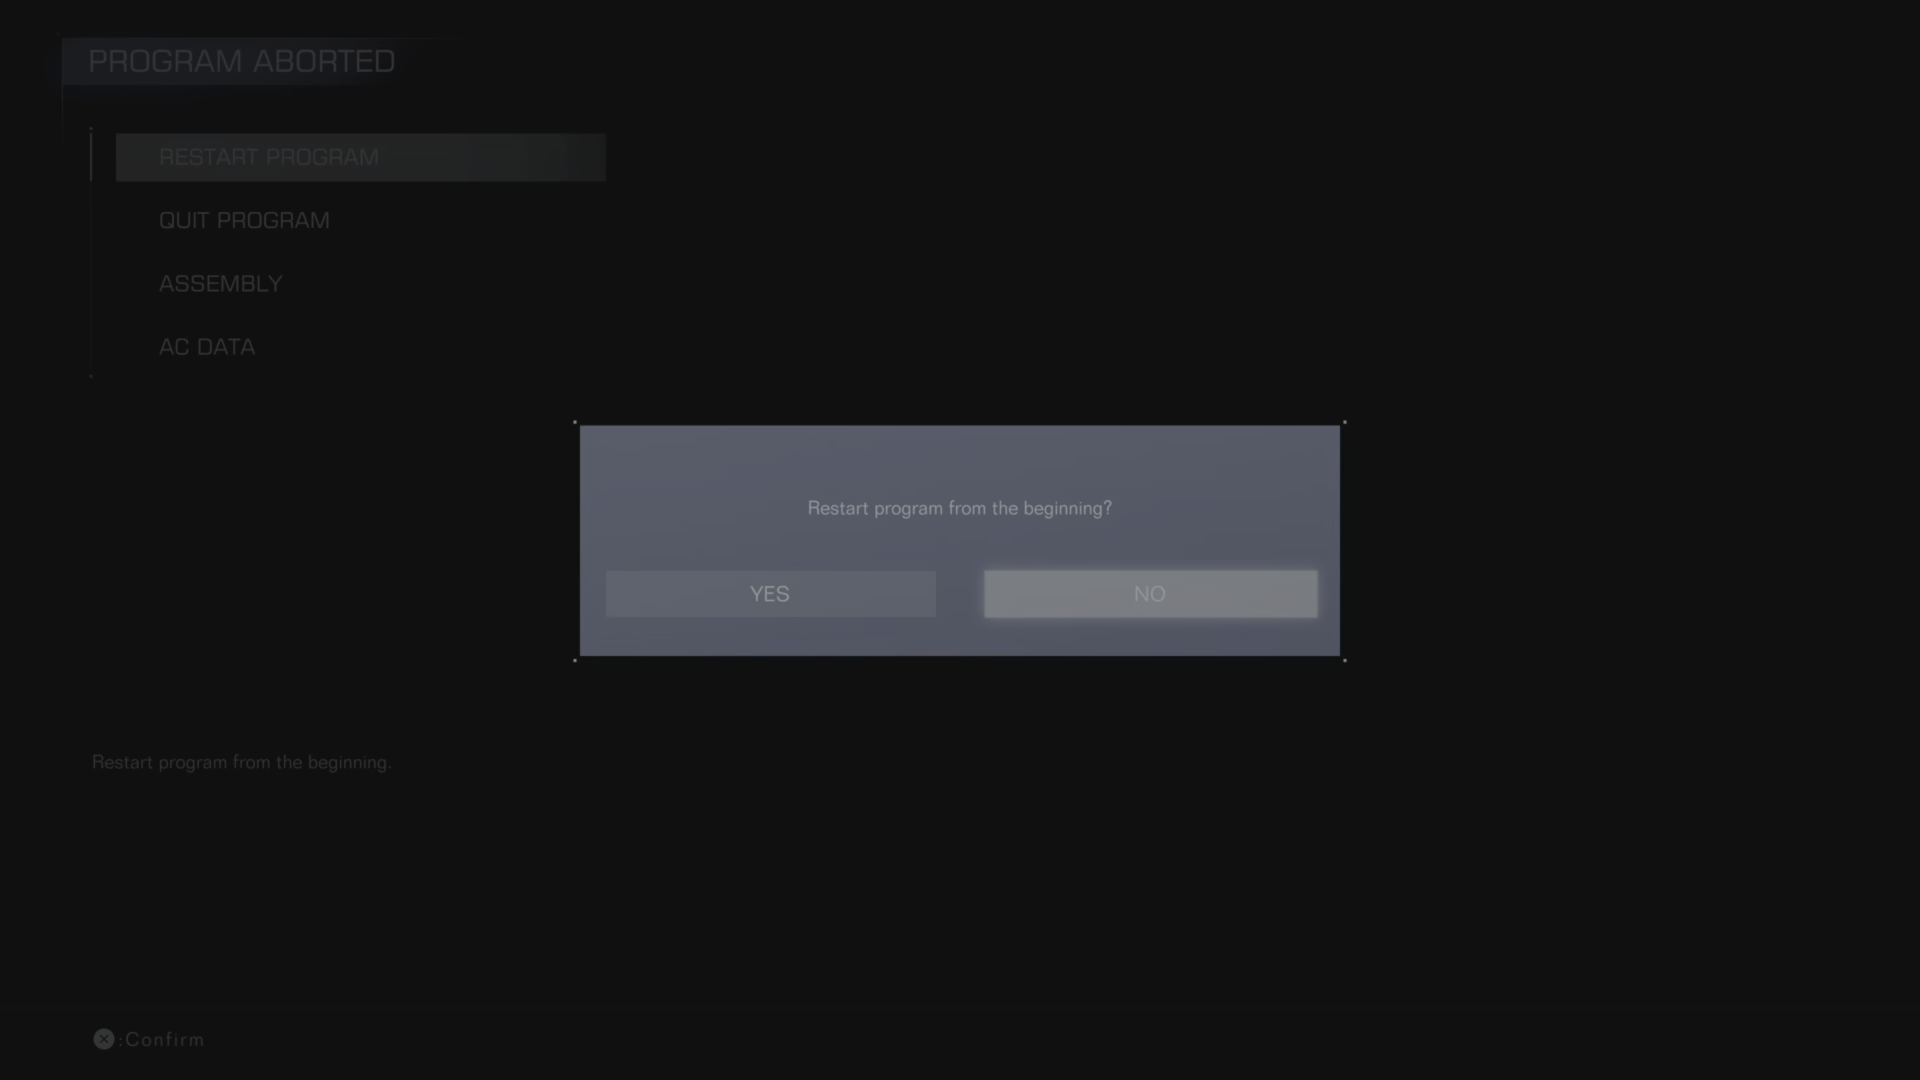 PROGRAM ABORTED
RESTART PROGRAM
QUIT PROGRAM
ASSEMBLY
AC DATA
Restart program from the beginning?
YES
NO
Restart program from the beginning.
:Confirm